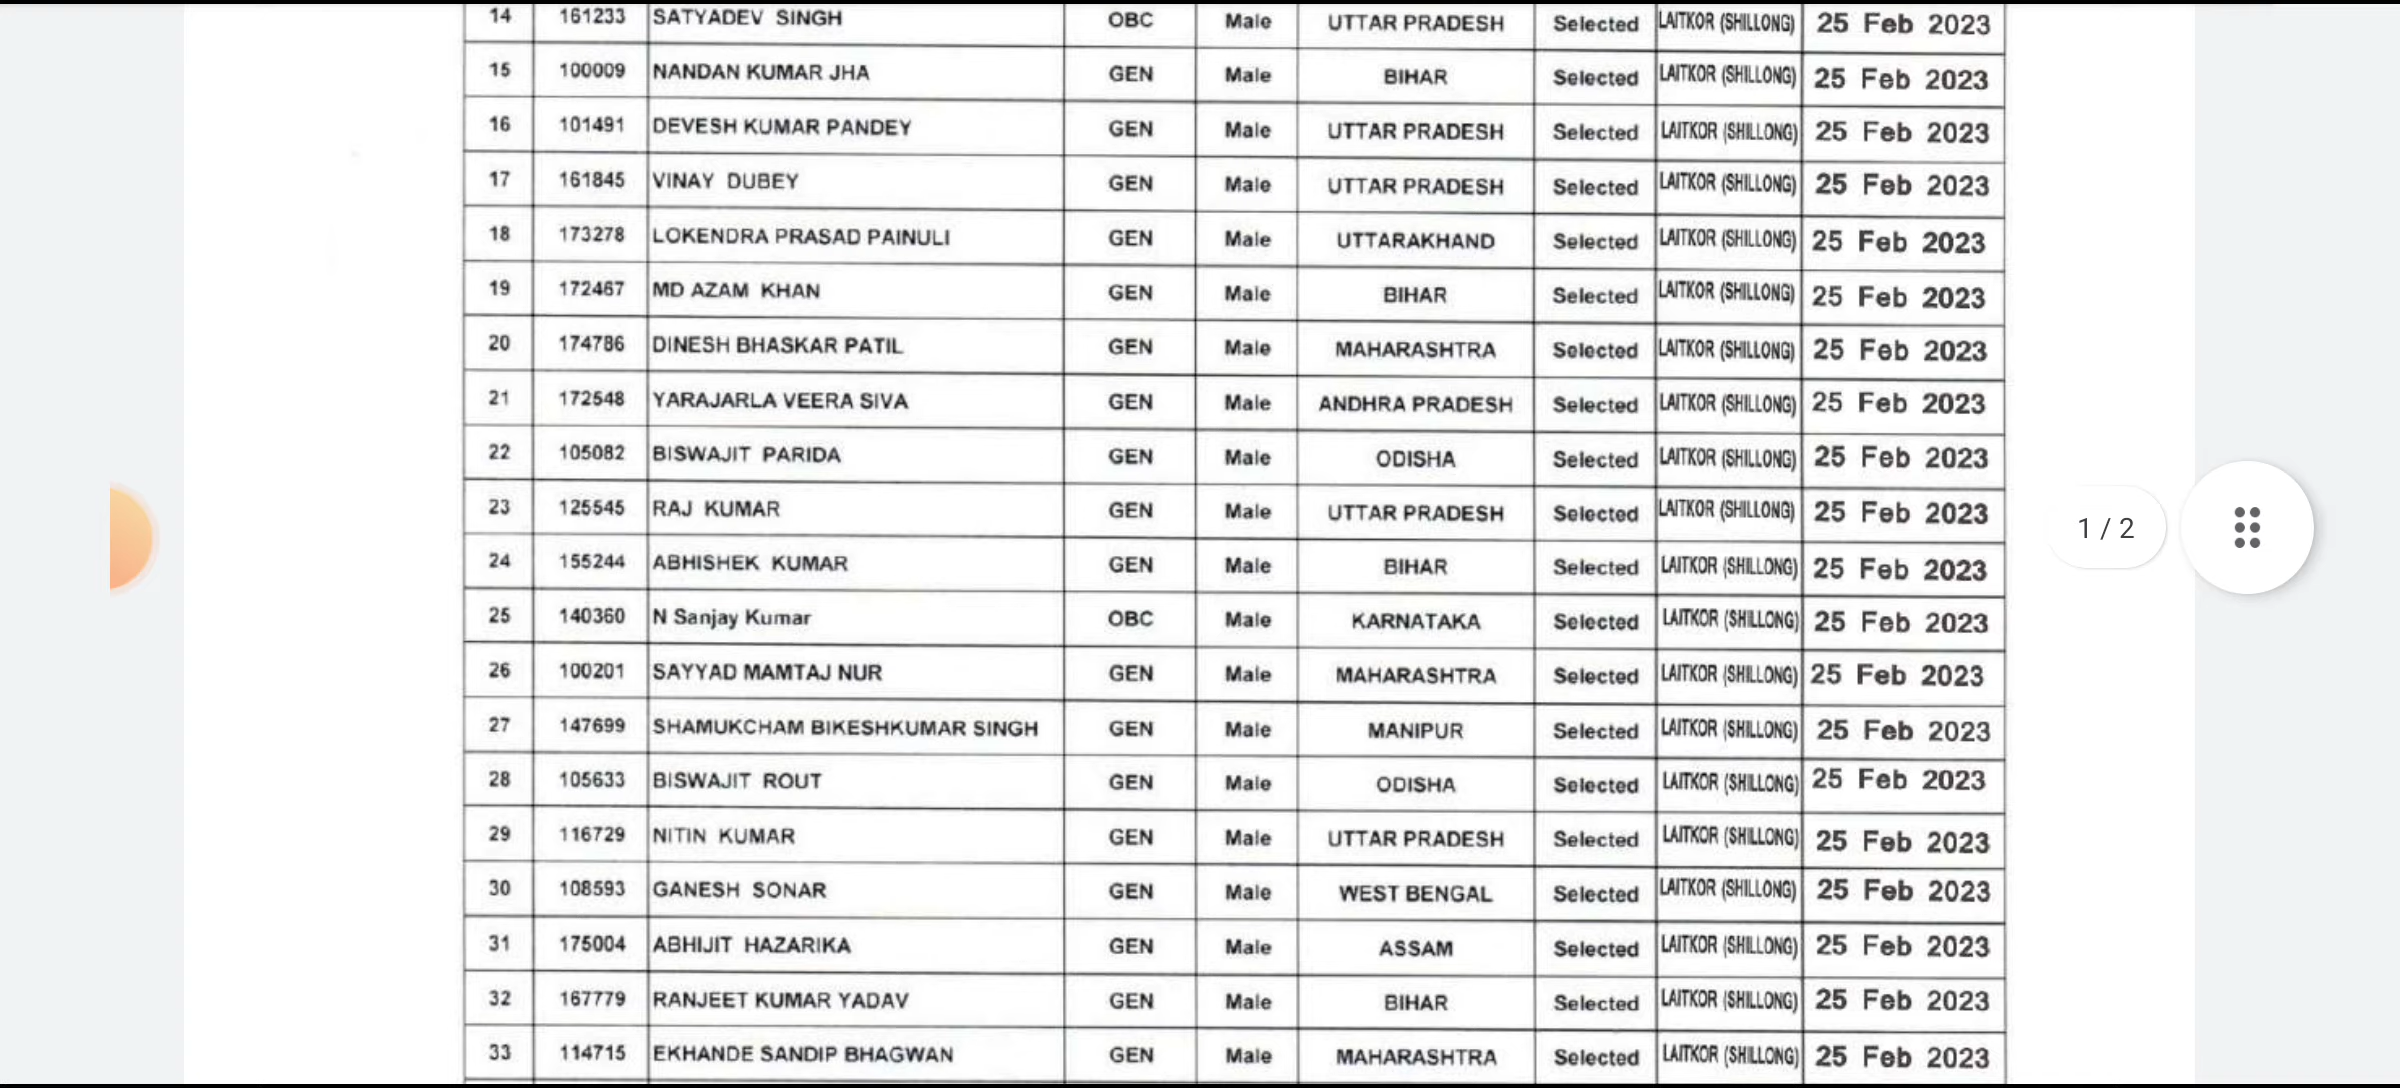 14 161233 SATYADEV SINGH OBC Male UTTAR PRADESH Selected LAITKOR (SHILLONG) 25 Feb 2023
15 100009 NANDAN KUMAR JHA GEN Male BIHAR Selected LAITKOR (SHILLONG) 25 Feb 2023
16 101491 DEVESH KUMAR PANDEY GEN Male UTTAR PRADESH Selected LAITKOR (SHILLONG) 25 Feb 2023
17 161845 VINAY DUBEY GEN Male UTTAR PRADESH Selected LAITKOR (SHILLONG) 25 Feb 2023
18 173278 LOKENDRA PRASAD PAINULI GEN Male UTTARAKHAND Selected LAITKOR (SHILLONG) 25 Feb 2023
19 172467 MD AZAM KHAN GEN Male BIHAR Selected LAITKOR (SHILLONG) 25 Feb 2023
20 174786 DINESH BHASKAR PATIL GEN Male MAHARASHTRA Selected LAITKOR (SHILLONG) 25 Feb 2023
21 172548 YARAJARLA VEERA SIVA GEN Male ANDHRA PRADESH Selected LAITKOR (SHILLONG) 25 Feb 2023
22 105082 BISWAJIT PARIDA GEN Male ODISHA Selected LAITKOR (SHILLONG) 25 Feb 2023
23 125545 RAJ KUMAR GEN Male UTTAR PRADESH Selected LAITKOR (SHILLONG) 25 Feb 2023
1 / 2
24 155244 ABHISHEK KUMAR GEN Male BIHAR Selected LAITKOR (SHILLONG) 25 Feb 2023
25 140360 N Sanjay Kumar OBC Male KARNATAKA Selected LAITKOR (SHILLONG) 25 Feb 2023
26 100201 SAYYAD MAMTAJ NUR GEN Male MAHARASHTRA Selected LAITKOR (SHILLONG) 25 Feb 2023
27 147699 SHAMUKCHAM BIKESHKUMAR SINGH GEN Male MANIPUR Selected LAITKOR (SHILLONG) 25 Feb 2023
28 105633 BISWAJIT ROUT GEN Male ODISHA Selected LAITKOR (SHILLONG) 25 Feb 2023
29 116729 NITIN KUMAR GEN Male UTTAR PRADESH Selected LAITKOR (SHILLONG) 25 Feb 2023
30 108593 GANESH SONAR GEN Male WEST BENGAL Selected LAITKOR (SHILLONG) 25 Feb 2023
31 175004 ABHIJIT HAZARIKA GEN Male ASSAM Selected LAITKOR (SHILLONG) 25 Feb 2023
32 167779 RANJEET KUMAR YADAV GEN Male BIHAR Selected LAITKOR (SHILLONG) 25 Feb 2023
33 114715 EKHANDE SANDIP BHAGWAN GEN Male MAHARASHTRA Selected LAITKOR (SHILLONG) 25 Feb 2023